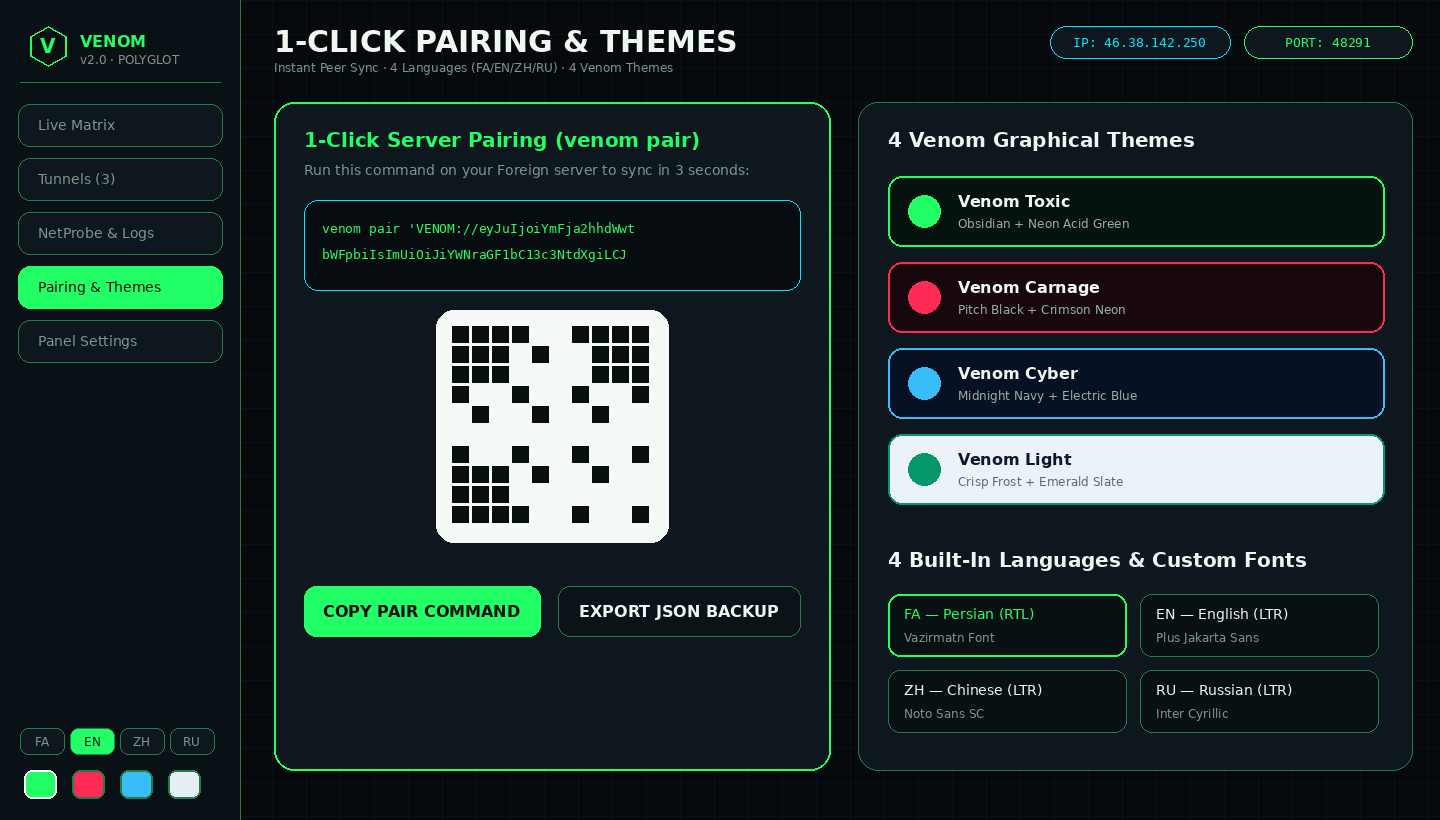 V
VENOM
v2.0 · POLYGLOT
Live Matrix
Tunnels (3)
NetProbe & Logs
Pairing & Themes
Panel Settings
FA EN ZH RU
1-CLICK PAIRING & THEMES
Instant Peer Sync · 4 Languages (FA/EN/ZH/RU) · 4 Venom Themes
IP: 46.38.142.250
PORT: 48291
1-Click Server Pairing (venom pair)
Run this command on your Foreign server to sync in 3 seconds:
venom pair 'VENOM://eyJuIjoiYmFja2hhdWwt
bWFpbiIsImUiOiJiYWNraGF1bC13c3NtdXgiLCJ
COPY PAIR COMMAND
EXPORT JSON BACKUP
4 Venom Graphical Themes
Venom Toxic
Obsidian + Neon Acid Green
Venom Carnage
Pitch Black + Crimson Neon
Venom Cyber
Midnight Navy + Electric Blue
Venom Light
Crisp Frost + Emerald Slate
4 Built-In Languages & Custom Fonts
FA — Persian (RTL)
Vazirmatn Font
EN — English (LTR)
Plus Jakarta Sans
ZH — Chinese (LTR)
Noto Sans SC
RU — Russian (LTR)
Inter Cyrillic